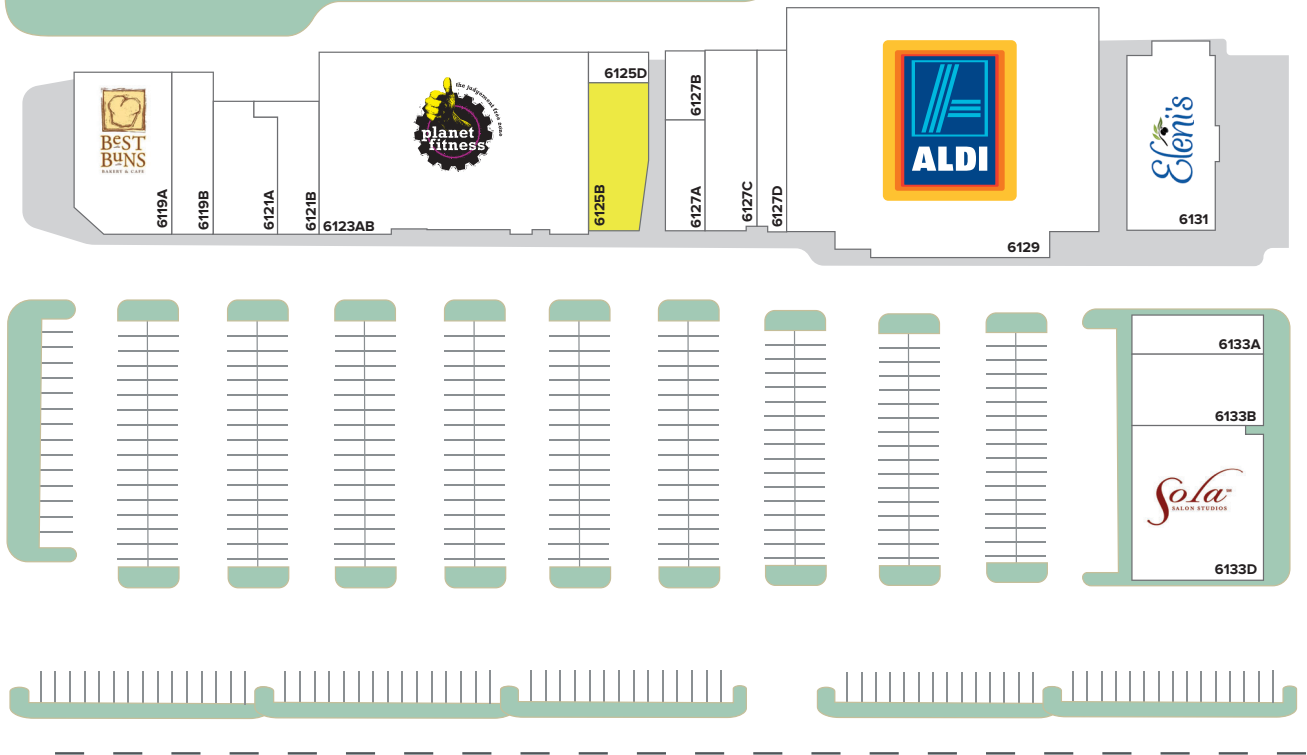 BeST
BuNS
BAKERY & CAFE
6119A
6119B
6121A
6121B
6123AB
the judgement free zone
planet
fitness
6125D
6125B
6127B
6127A
6127C
6127D
ALDI
6129
Eleni's
6131
6133A
6133B
Sola
SALON STUDIOS
6133D